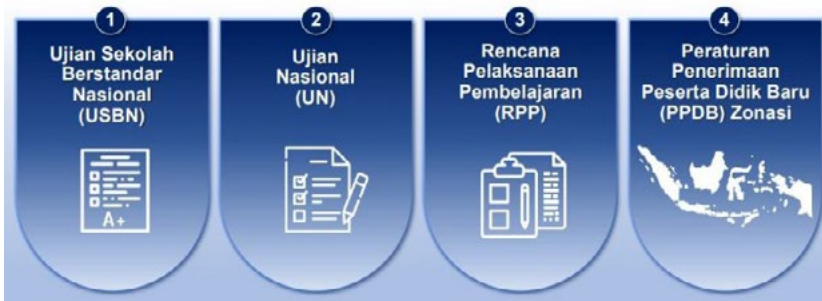 1
Ujian Sekolah
Berstandar
Nasional
(USBN)
A+
2
Ujian
Nasional
(UN)
3
Rencana
Pelaksanaan
Pembelajaran
(RPP)
4
Peraturan
Penerimaan
Peserta Didik Baru
(PPDB) Zonasi